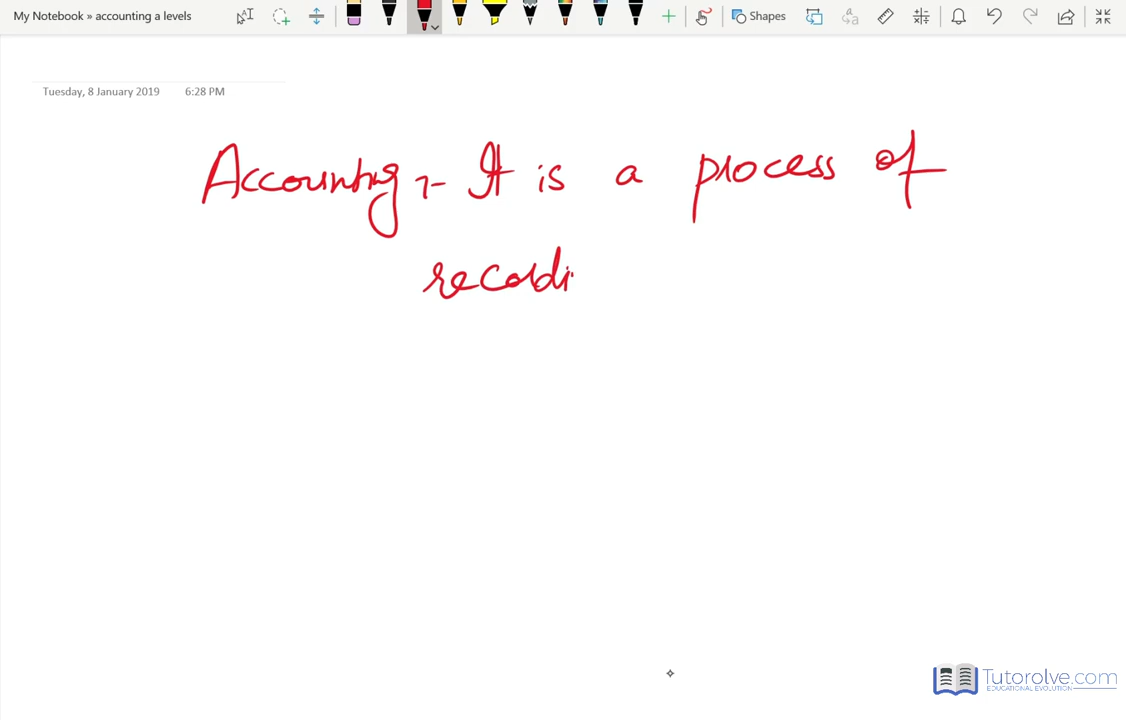 My Notebook » accounting a levels
Shapes
Tuesday, 8 January 2019 6:28 PM
Accounting :- It is a process of
recordi
Tutorolve.com
EDUCATIONAL EVOLUTION